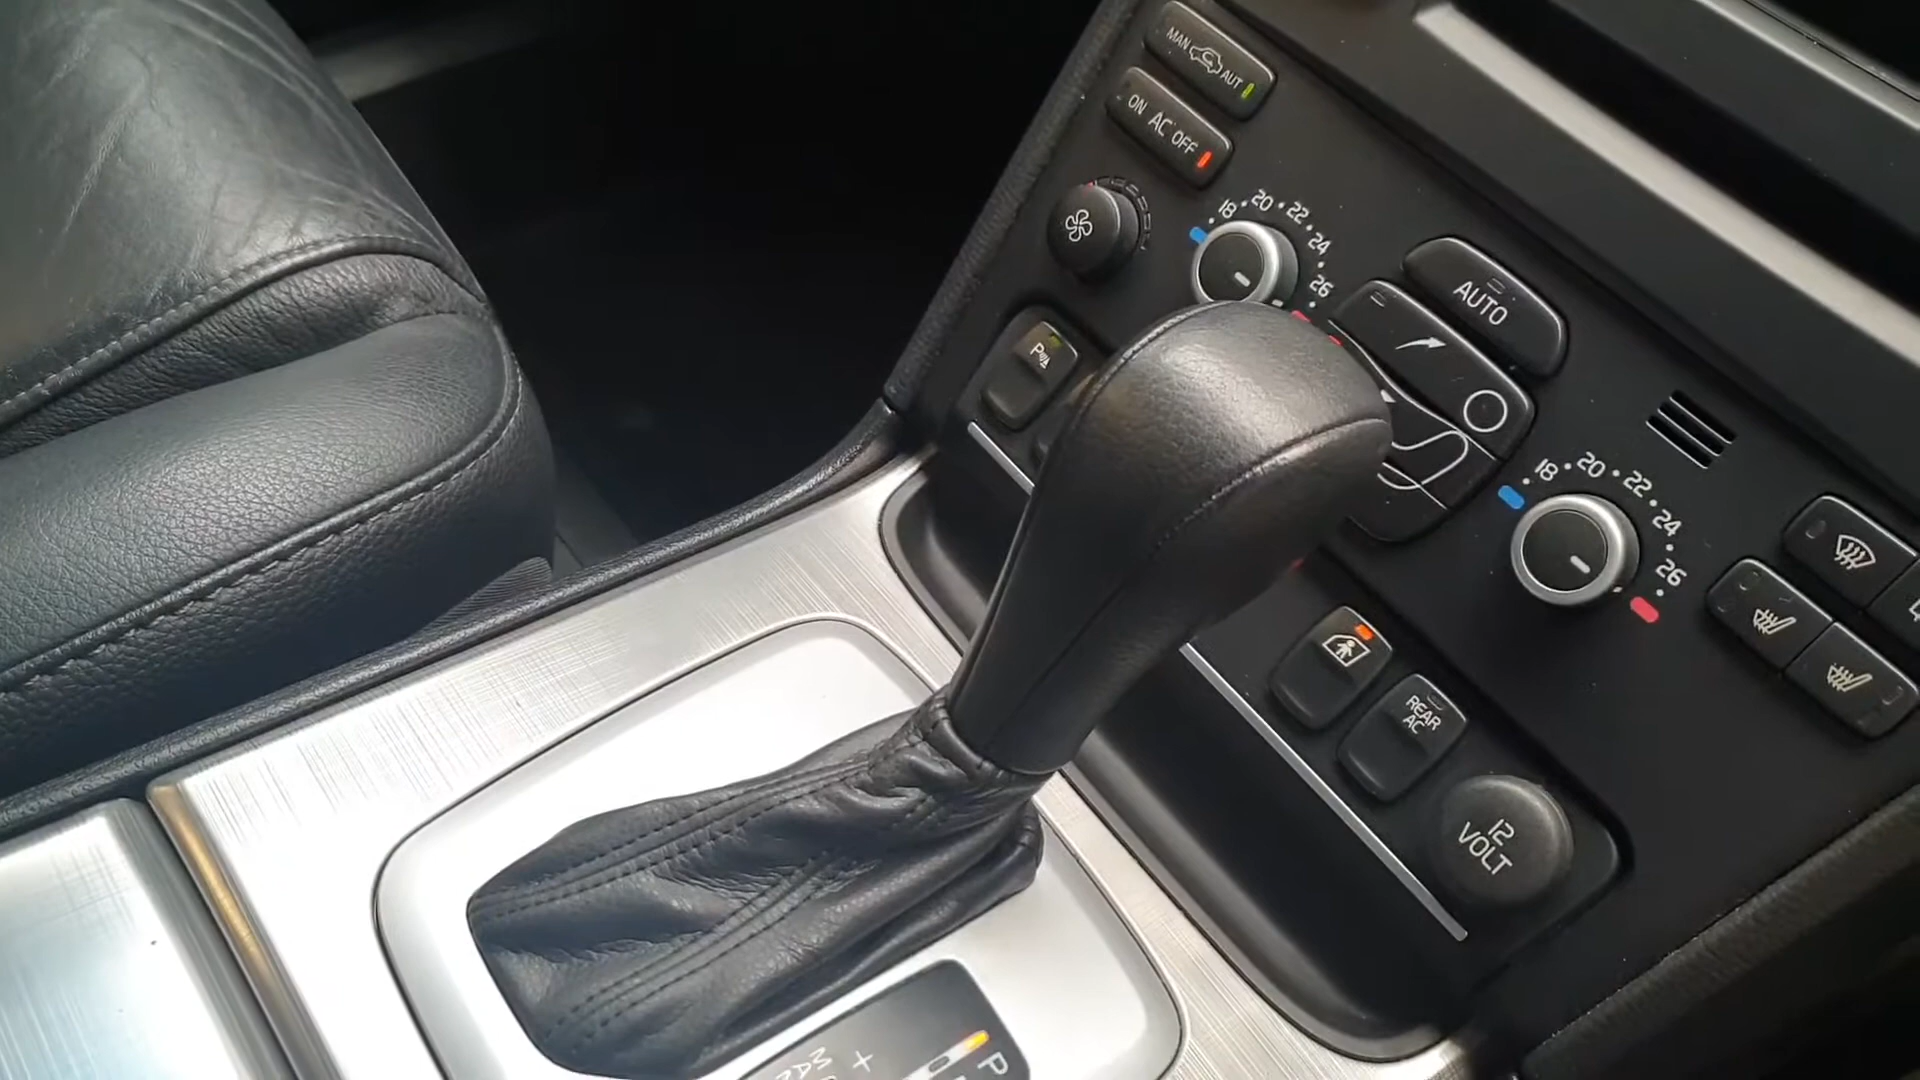 MAN AUT
ON AC OFF
18 20 22 24 26
AUTO
P
18 20 22 24 26
REAR
AC
12
VOLT
+
P